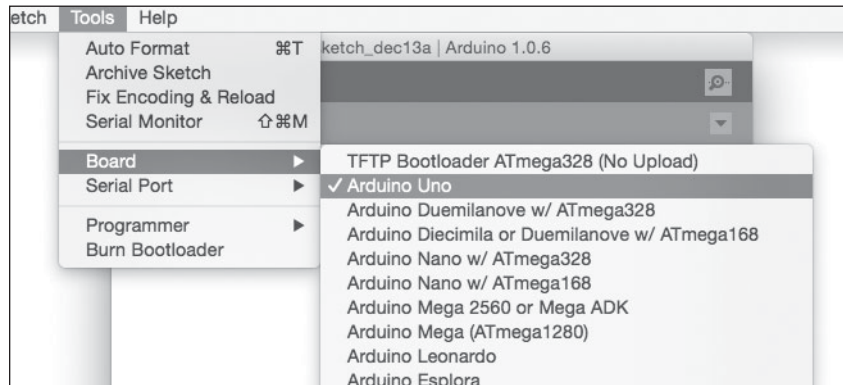 etch Tools Help
sketch_dec13a | Arduino 1.0.6
Auto Format ⌘T
Archive Sketch
Fix Encoding & Reload
Serial Monitor ⇧⌘M
Board ▶
Serial Port ▶
Programmer ▶
Burn Bootloader
TFTP Bootloader ATmega328 (No Upload)
✓ Arduino Uno
Arduino Duemilanove w/ ATmega328
Arduino Diecimila or Duemilanove w/ ATmega168
Arduino Nano w/ ATmega328
Arduino Nano w/ ATmega168
Arduino Mega 2560 or Mega ADK
Arduino Mega (ATmega1280)
Arduino Leonardo
Arduino Esplora